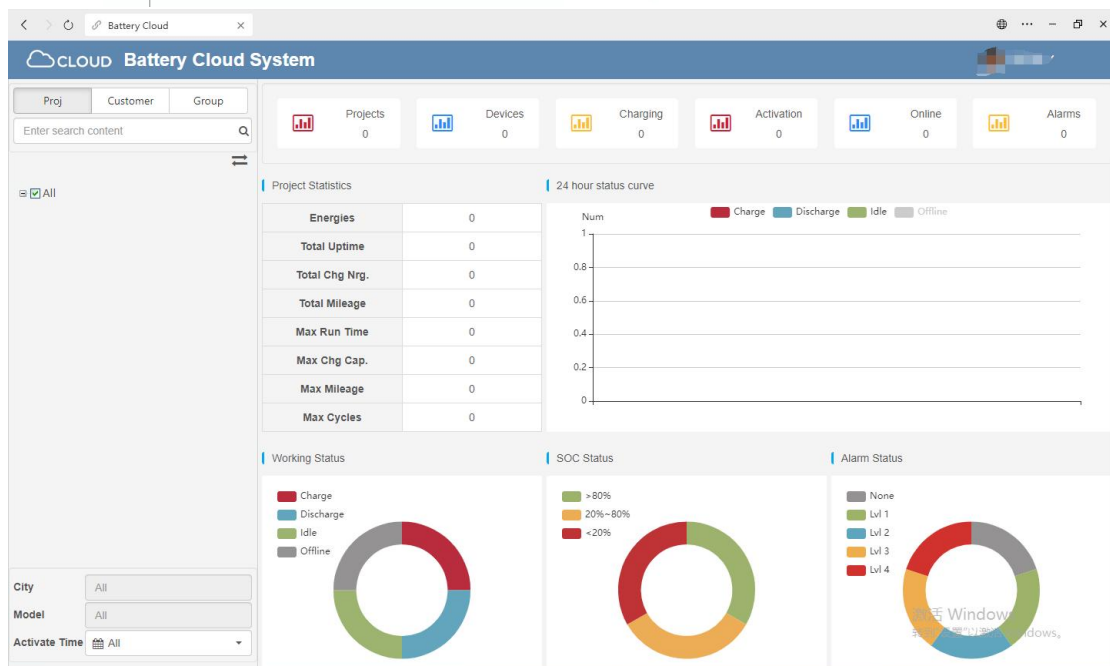 Battery Cloud
CLOUD Battery Cloud System
Proj Customer Group
Enter search content
All
Projects
0
Devices
0
Charging
0
Activation
0
Online
0
Alarms
0
Project Statistics
Energies 0
Total Uptime 0
Total Chg Nrg. 0
Total Mileage 0
Max Run Time 0
Max Chg Cap. 0
Max Mileage 0
Max Cycles 0
24 hour status curve
Num
Charge Discharge Idle Offline
1
0.8
0.6
0.4
0.2
0
Working Status
Charge
Discharge
Idle
Offline
SOC Status
>80%
20%~80%
<20%
Alarm Status
None
Lvl 1
Lvl 2
Lvl 3
Lvl 4
City All
Model All
Activate Time All
激活 Windows